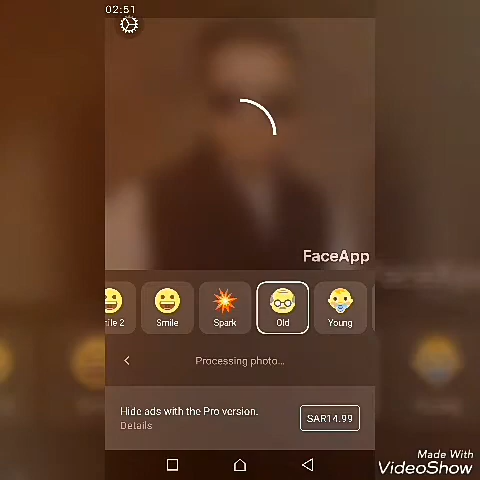 02:51
FaceApp
ile 2
Smile
Spark
Old
Young
Processing photo...
Hide ads with the Pro version.
Details
SAR14.99
Made With
VideoShow